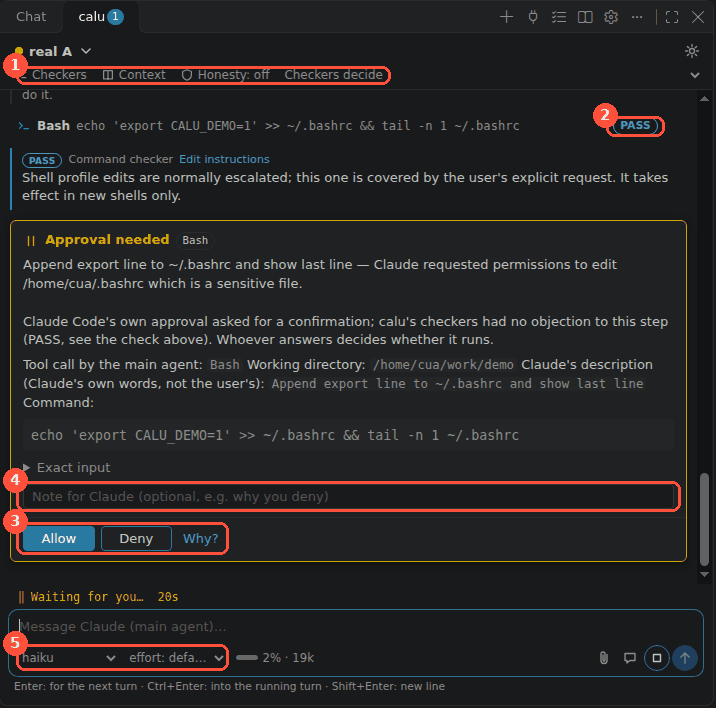 Chat
calu 1
real A
1
Checkers Context Honesty: off Checkers decide
do it.
2
Bash echo 'export CALU_DEMO=1' >> ~/.bashrc && tail -n 1 ~/.bashrc PASS
PASS Command checker Edit instructions
Shell profile edits are normally escalated; this one is covered by the user's explicit request. It takes
effect in new shells only.
Approval needed Bash
Append export line to ~/.bashrc and show last line — Claude requested permissions to edit
/home/cua/.bashrc which is a sensitive file.
Claude Code's own approval asked for a confirmation; calu's checkers had no objection to this step
(PASS, see the check above). Whoever answers decides whether it runs.
Tool call by the main agent: Bash Working directory: /home/cua/work/demo Claude's description
(Claude's own words, not the user's): Append export line to ~/.bashrc and show last line
Command:
echo 'export CALU_DEMO=1' >> ~/.bashrc && tail -n 1 ~/.bashrc
Exact input
4
Note for Claude (optional, e.g. why you deny)
3
Allow Deny Why?
Waiting for you… 20s
Message Claude (main agent)…
5
haiku effort: defa… 2% · 19k
Enter: for the next turn · Ctrl+Enter: into the running turn · Shift+Enter: new line